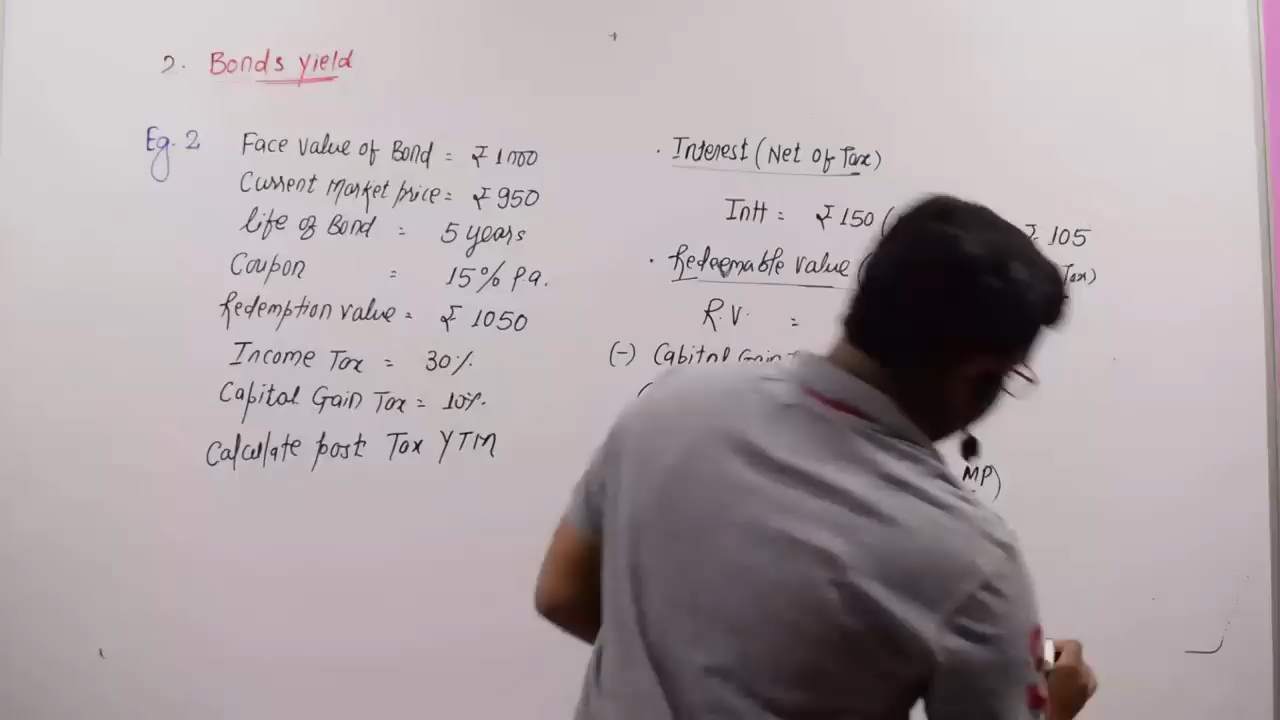 2. Bonds yield
Eg. 2 Face value of Bond = ₹ 1000
Current Market price = ₹ 950
life of Bond = 5 years
Coupon = 15% p.a.
Redemption value = ₹ 1050
Income Tax = 30%
Capital Gain Tax = 10%
Calculate post Tax YTM
. Interest (Net of Tax)
Intt = ₹ 150 ( ₹ 105
. Redeemable value ( Tax)
R.V. =
(-) Capital Gain
MP)